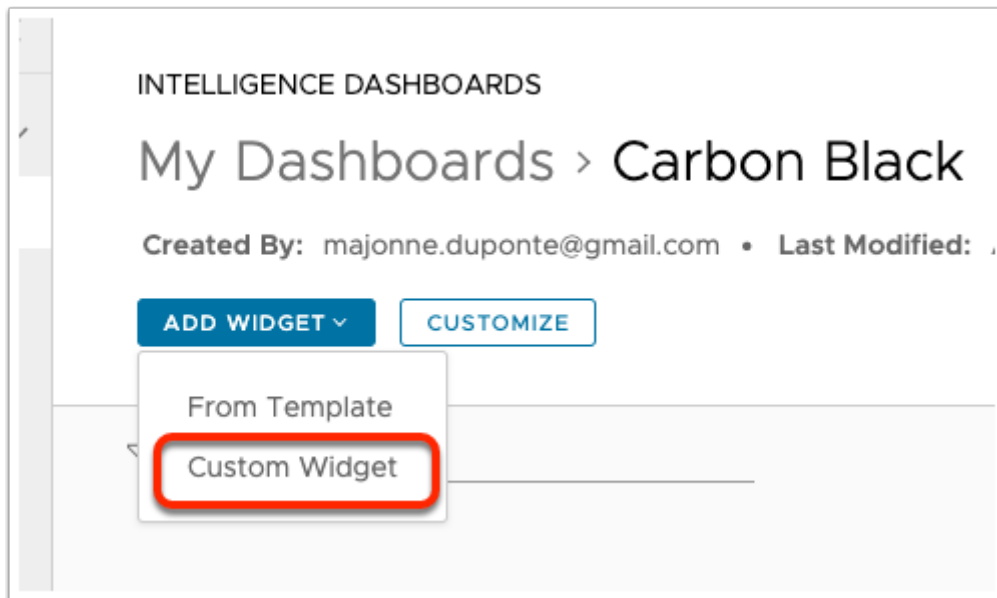 INTELLIGENCE DASHBOARDS
My Dashboards > Carbon Black
Created By: majonne.duponte@gmail.com • Last Modified:
ADD WIDGET CUSTOMIZE
From Template
Custom Widget